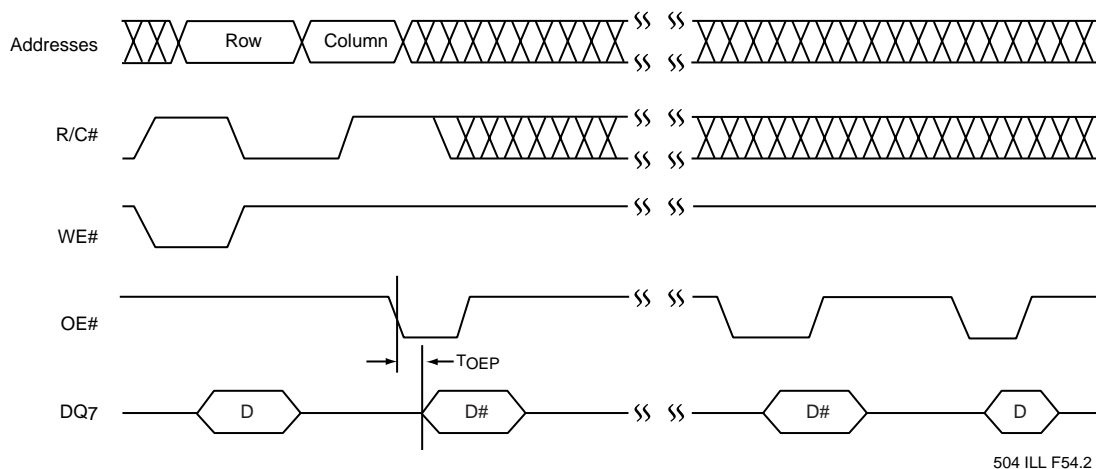 Addresses
Row
Column
R/C#
WE#
OE#
TOEP
DQ7
D
D#
D#
D
504 ILL F54.2